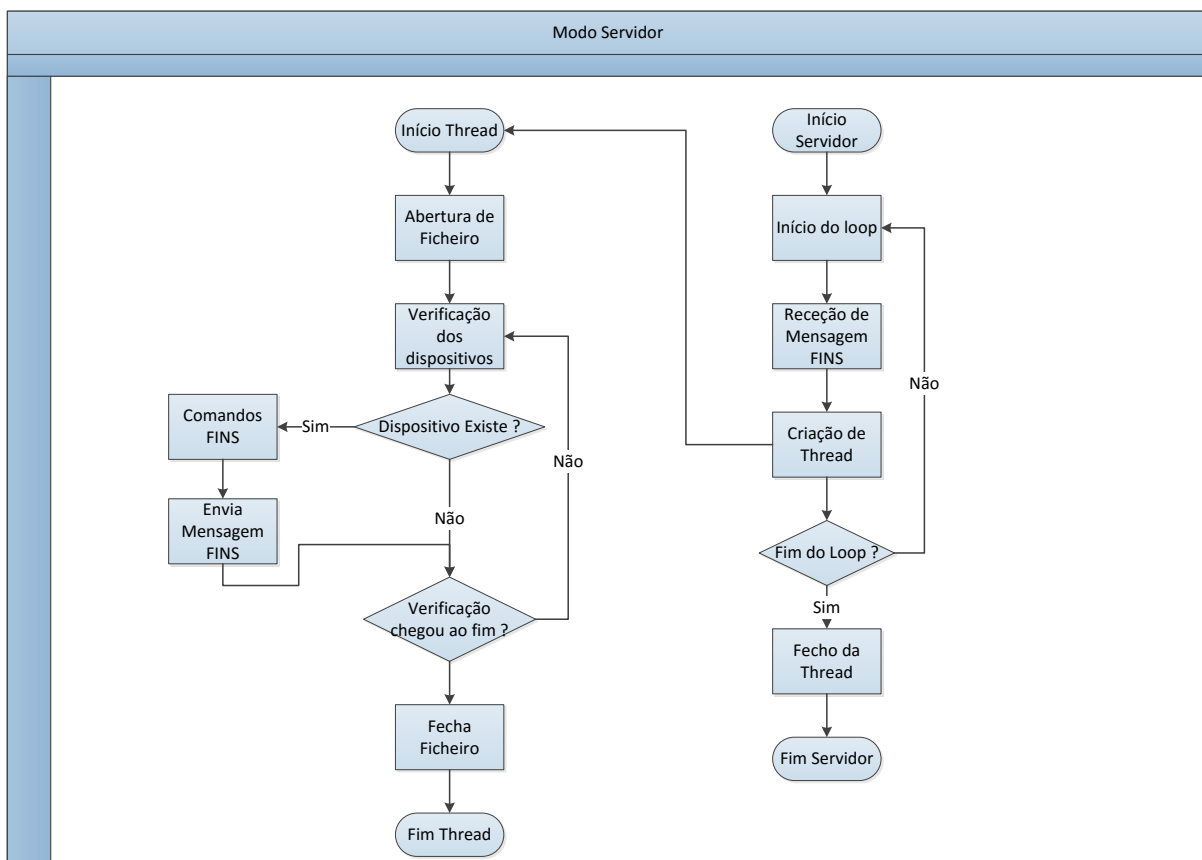 Modo Servidor
Início Thread
Abertura de
Ficheiro
Verificação
dos
dispositivos
Dispositivo Existe ?
Sim
Comandos
FINS
Envia
Mensagem
FINS
Não
Verificação
chegou ao fim ?
Não
Fecha
Ficheiro
Fim Thread
Início
Servidor
Início do loop
Receção de
Mensagem
FINS
Criação de
Thread
Fim do Loop ?
Não
Sim
Fecho da
Thread
Fim Servidor